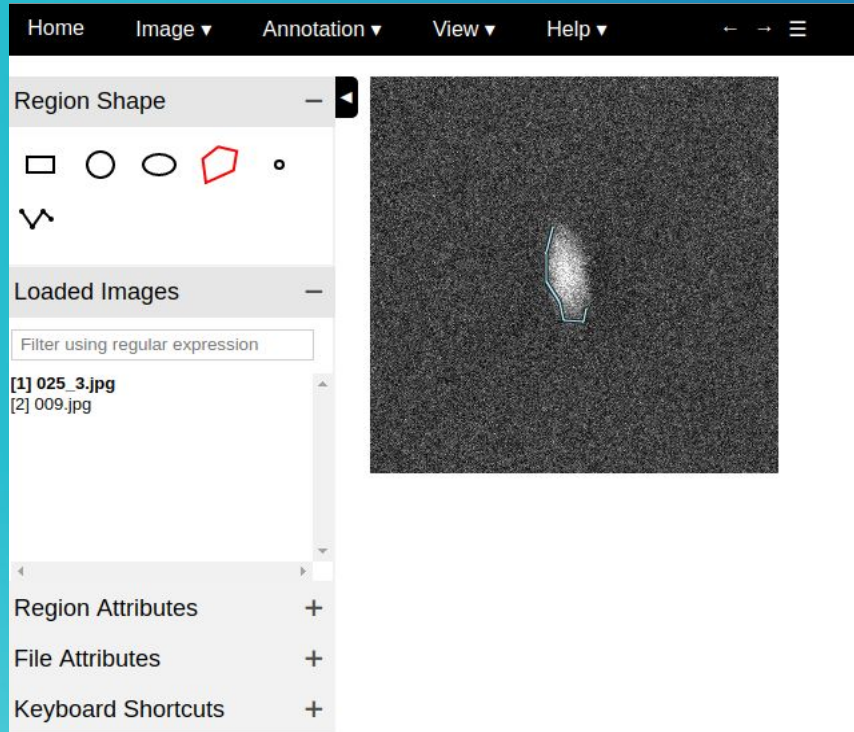 Home Image ▾ Annotation ▾ View ▾ Help ▾ ← → ☰
Region Shape −
Loaded Images −
Filter using regular expression
[1] 025_3.jpg
[2] 009.jpg
Region Attributes +
File Attributes +
Keyboard Shortcuts +